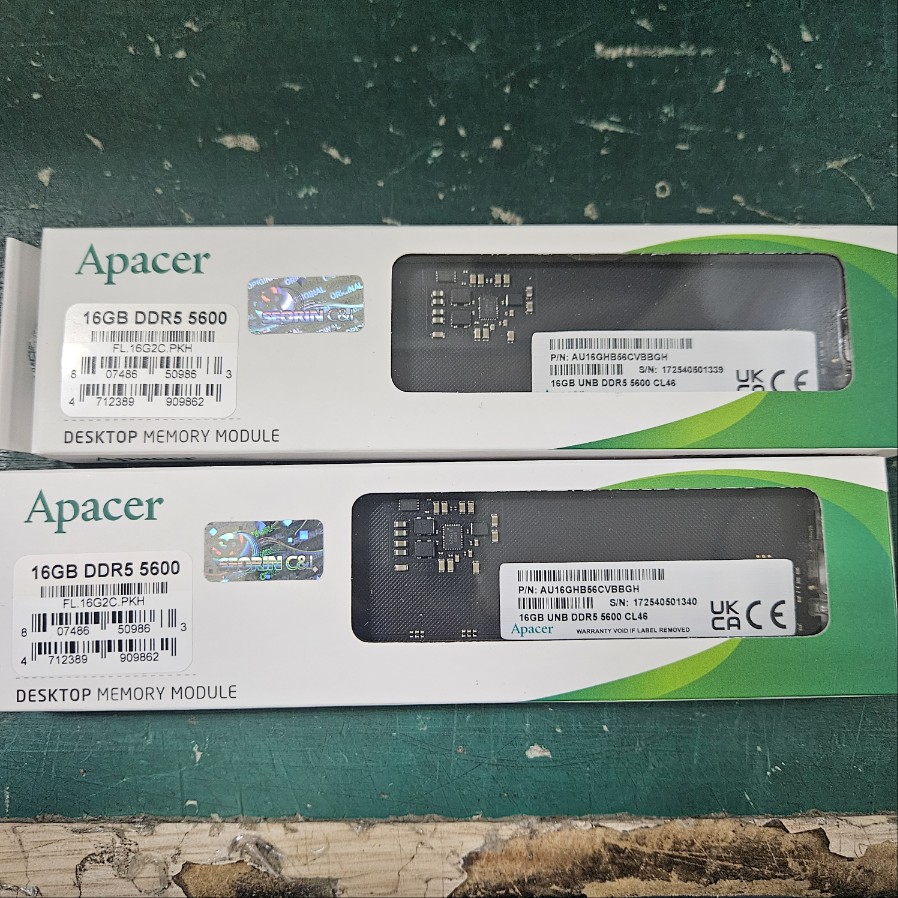 Apacer
ORIGINAL
SEORIN C&I
16GB DDR5 5600
FL.16G2C.PKH
8 07486 50986 3
4 712389 909862
DESKTOP MEMORY MODULE
P/N: AU16GHB56CVBBGH
S/N: 172540501339
16GB UNB DDR5 5600 CL46
UK
CE
Apacer
SEORIN C&I
16GB DDR5 5600
FL.16G2C.PKH
8 07486 50986 3
4 712389 909862
DESKTOP MEMORY MODULE
P/N: AU16GHB56CVBBGH
S/N: 172540501340
16GB UNB DDR5 5600 CL46
Apacer WARRANTY VOID IF LABEL REMOVED
UK
CA
CE